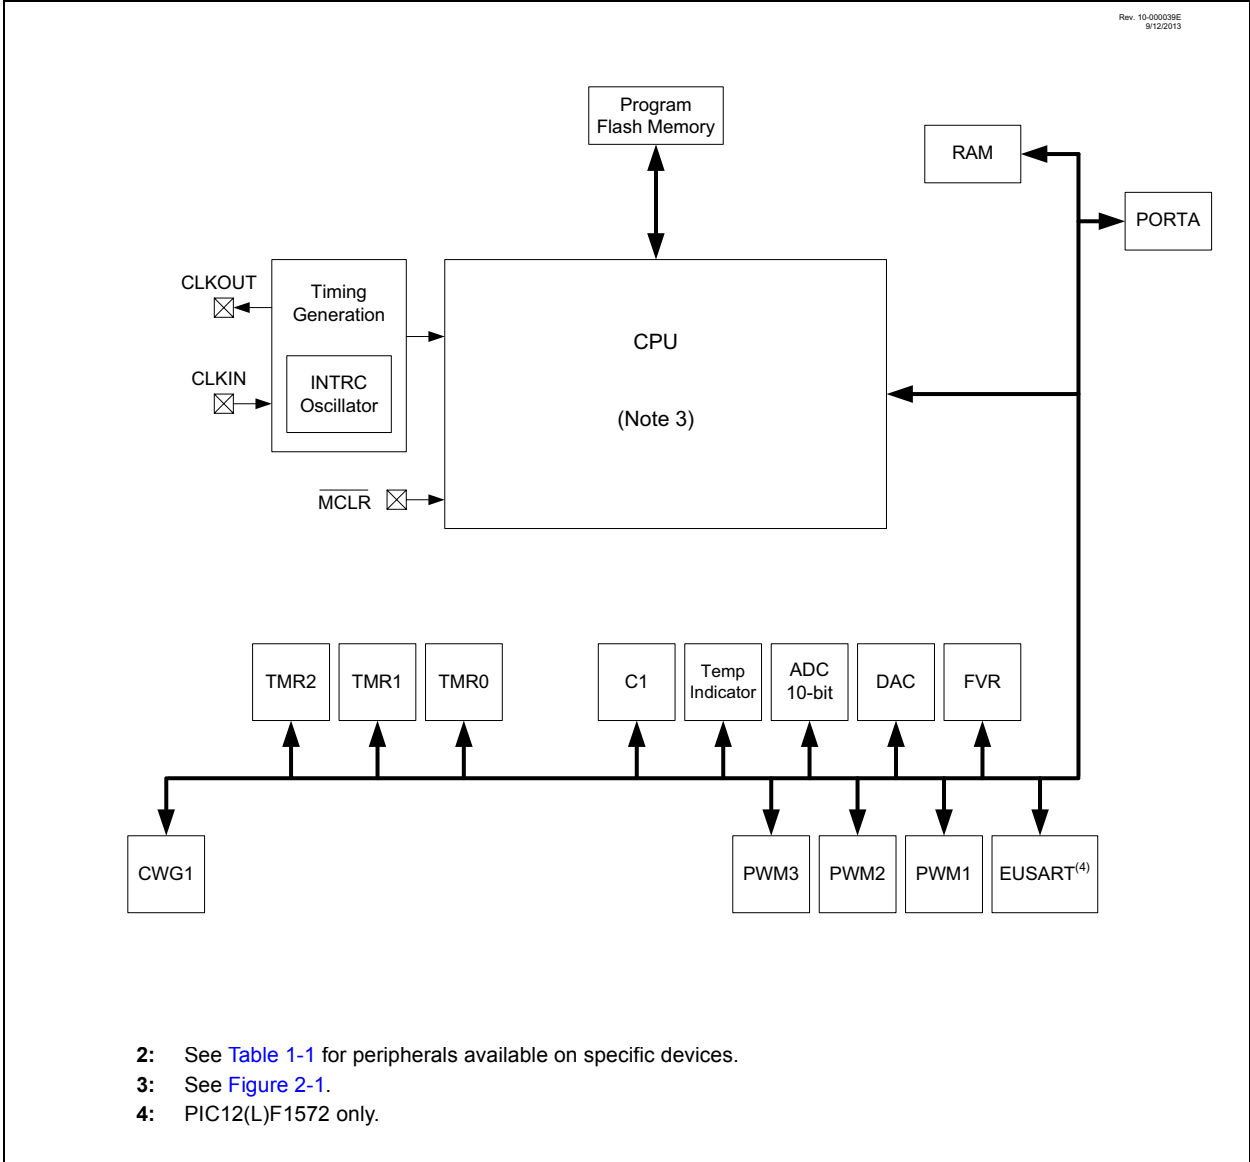 Rev. 10-000039E
9/12/2013
Program
Flash Memory
RAM
PORTA
CLKOUT
Timing
Generation
CPU
CLKIN
INTRC
Oscillator
(Note 3)
MCLR
TMR2
TMR1
TMR0
C1
Temp
Indicator
ADC
10-bit
DAC
FVR
CWG1
PWM3
PWM2
PWM1
EUSART(4)
2: See Table 1-1 for peripherals available on specific devices.
3: See Figure 2-1.
4: PIC12(L)F1572 only.